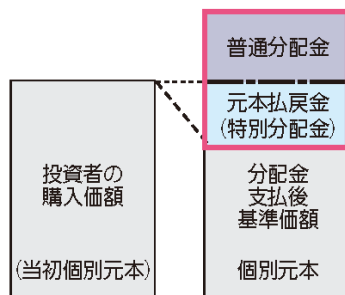 普通分配金
元本払戻金
(特別分配金)
投資者の
購入価額
(当初個別元本)
分配金
支払後
基準価額
個別元本